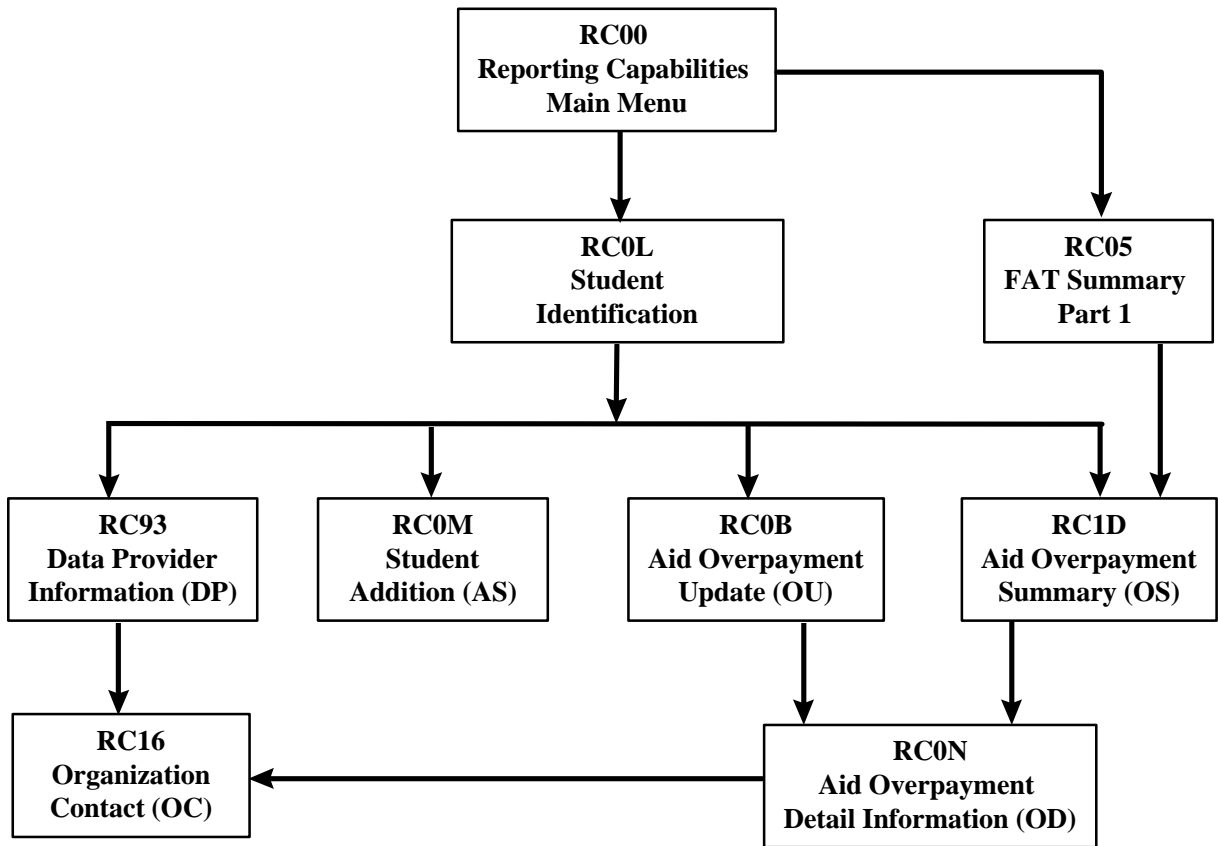 RC00
Reporting Capabilities
Main Menu
RC0L
Student
Identification
RC05
FAT Summary
Part 1
RC93
Data Provider
Information (DP)
RC0M
Student
Addition (AS)
RC0B
Aid Overpayment
Update (OU)
RC1D
Aid Overpayment
Summary (OS)
RC16
Organization
Contact (OC)
RC0N
Aid Overpayment
Detail Information (OD)